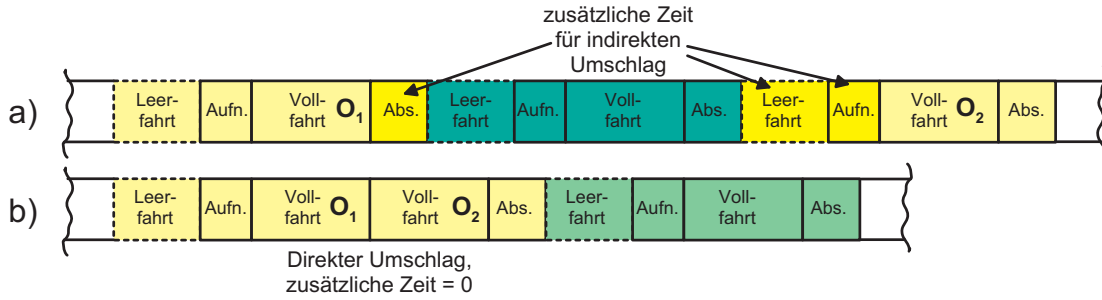 zusätzliche Zeit
für indirekten
Umschlag
a)
Leer-
fahrt
Aufn.
Voll-
fahrt O₁
Abs.
Leer-
fahrt
Aufn.
Voll-
fahrt
Abs.
Leer-
fahrt
Aufn.
Voll-
fahrt O₂
Abs.
b)
Leer-
fahrt
Aufn.
Voll-
fahrt O₁
Voll-
fahrt O₂
Abs.
Leer-
fahrt
Aufn.
Voll-
fahrt
Abs.
Direkter Umschlag,
zusätzliche Zeit = 0